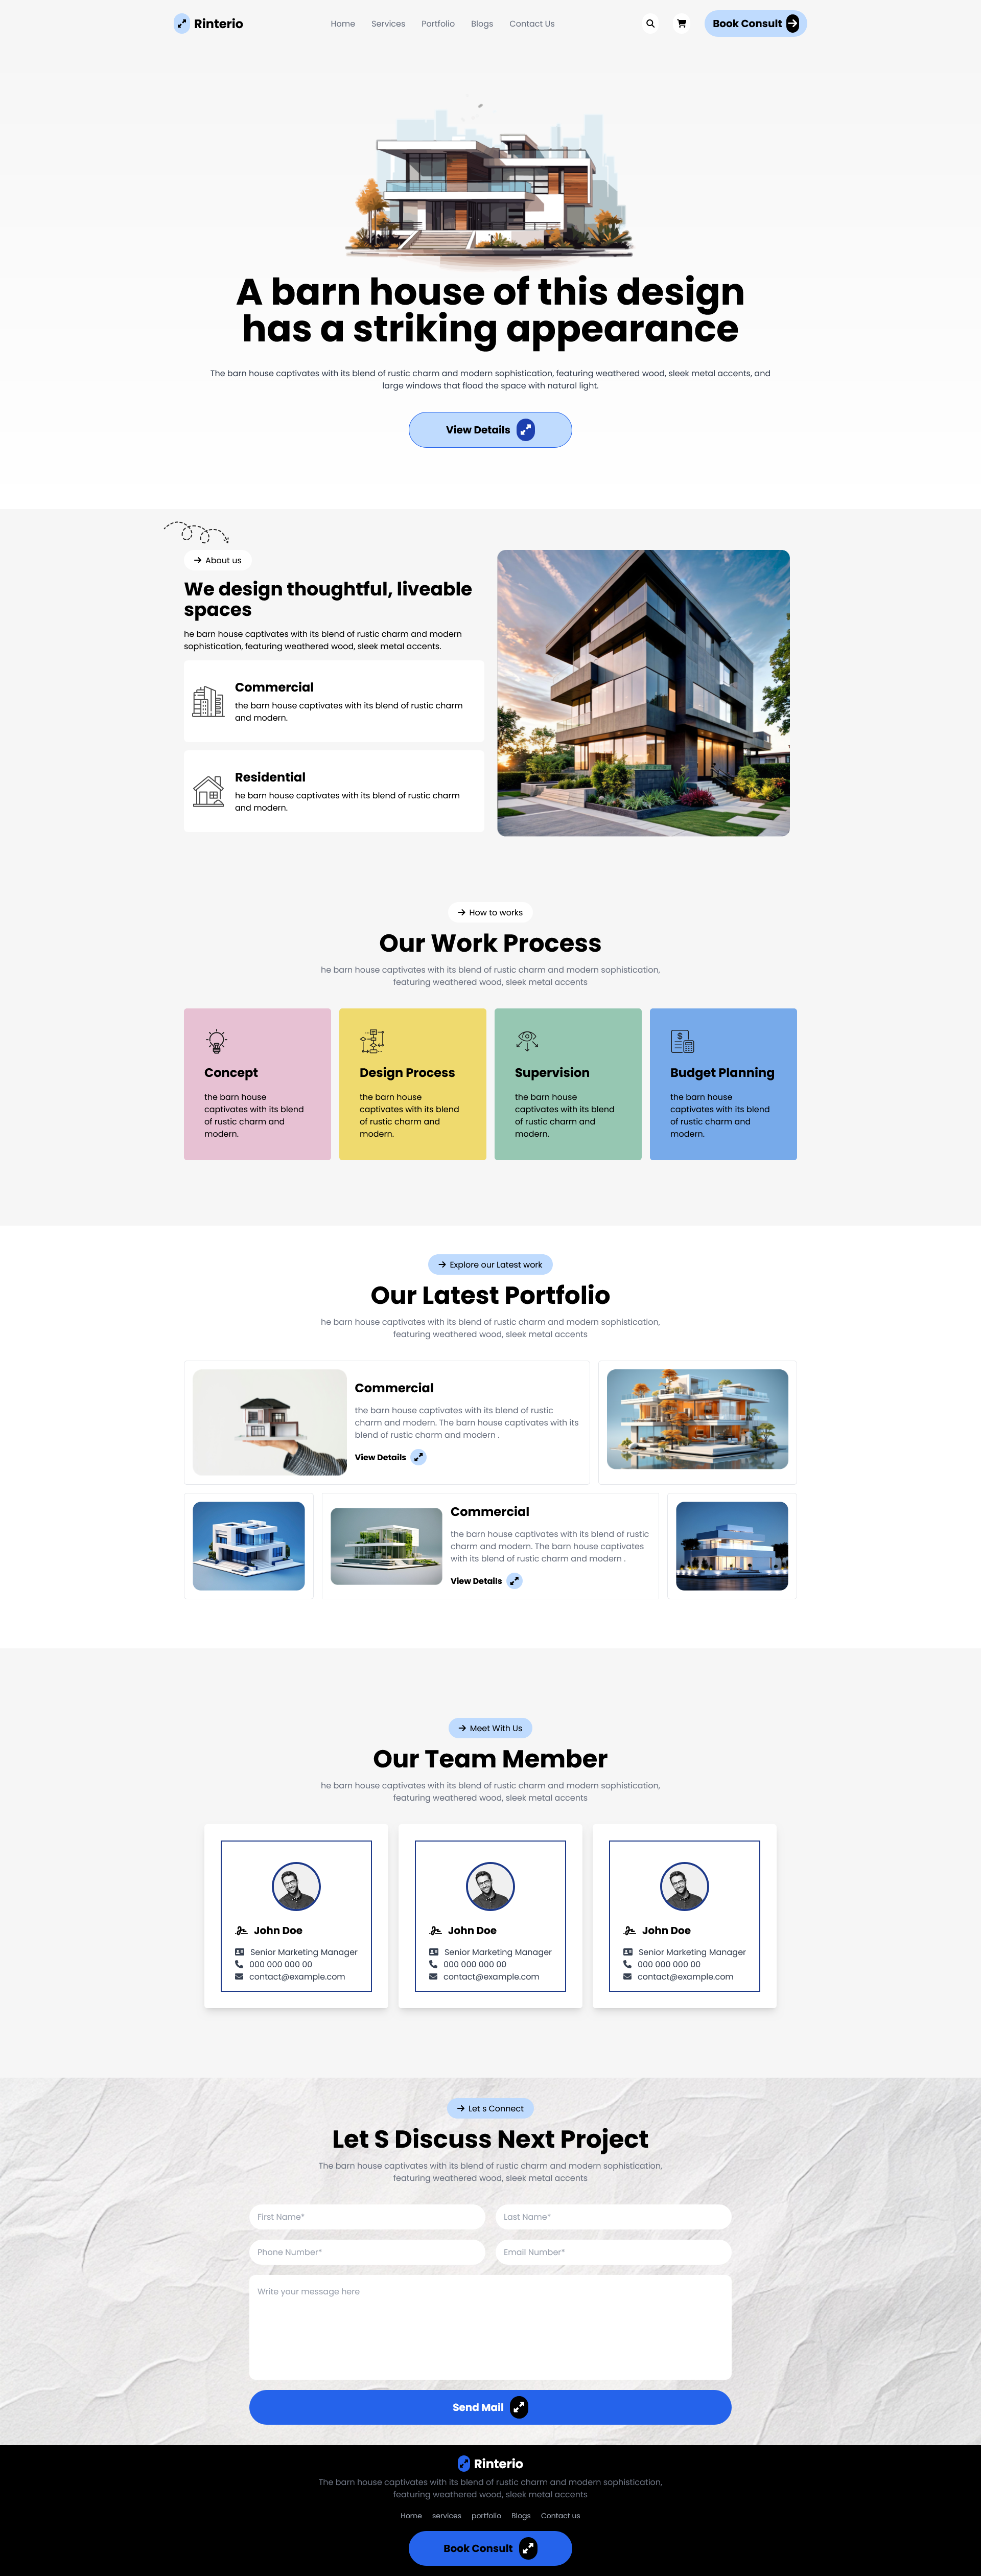 Rinterio
Home
Services
Portfolio
Blogs
Contact Us
Book Consult
A barn house of this design
has a striking appearance
The barn house captivates with its blend of rustic charm and modern sophistication, featuring weathered wood, sleek metal accents, and
large windows that flood the space with natural light.
View Details
About us
We design thoughtful, liveable
spaces
he barn house captivates with its blend of rustic charm and modern
sophistication, featuring weathered wood, sleek metal accents.
Commercial
the barn house captivates with its blend of rustic charm
and modern.
Residential
he barn house captivates with its blend of rustic charm
and modern.
How to works
Our Work Process
he barn house captivates with its blend of rustic charm and modern sophistication,
featuring weathered wood, sleek metal accents
Concept
the barn house
captivates with its blend
of rustic charm and
modern.
Design Process
the barn house
captivates with its blend
of rustic charm and
modern.
Supervision
the barn house
captivates with its blend
of rustic charm and
modern.
Budget Planning
the barn house
captivates with its blend
of rustic charm and
modern.
Explore our Latest work
Our Latest Portfolio
he barn house captivates with its blend of rustic charm and modern sophistication,
featuring weathered wood, sleek metal accents
Commercial
the barn house captivates with its blend of rustic
charm and modern. The barn house captivates with its
blend of rustic charm and modern .
View Details
Commercial
the barn house captivates with its blend of rustic
charm and modern. The barn house captivates
with its blend of rustic charm and modern .
View Details
Meet With Us
Our Team Member
he barn house captivates with its blend of rustic charm and modern sophistication,
featuring weathered wood, sleek metal accents
John Doe
Senior Marketing Manager
000 000 000 00
contact@example.com
John Doe
Senior Marketing Manager
000 000 000 00
contact@example.com
John Doe
Senior Marketing Manager
000 000 000 00
contact@example.com
Let s Connect
Let S Discuss Next Project
The barn house captivates with its blend of rustic charm and modern sophistication,
featuring weathered wood, sleek metal accents
First Name*
Last Name*
Phone Number*
Email Number*
Write your message here
Send Mail
Rinterio
The barn house captivates with its blend of rustic charm and modern sophistication,
featuring weathered wood, sleek metal accents
Home
services
portfolio
Blogs
Contact us
Book Consult